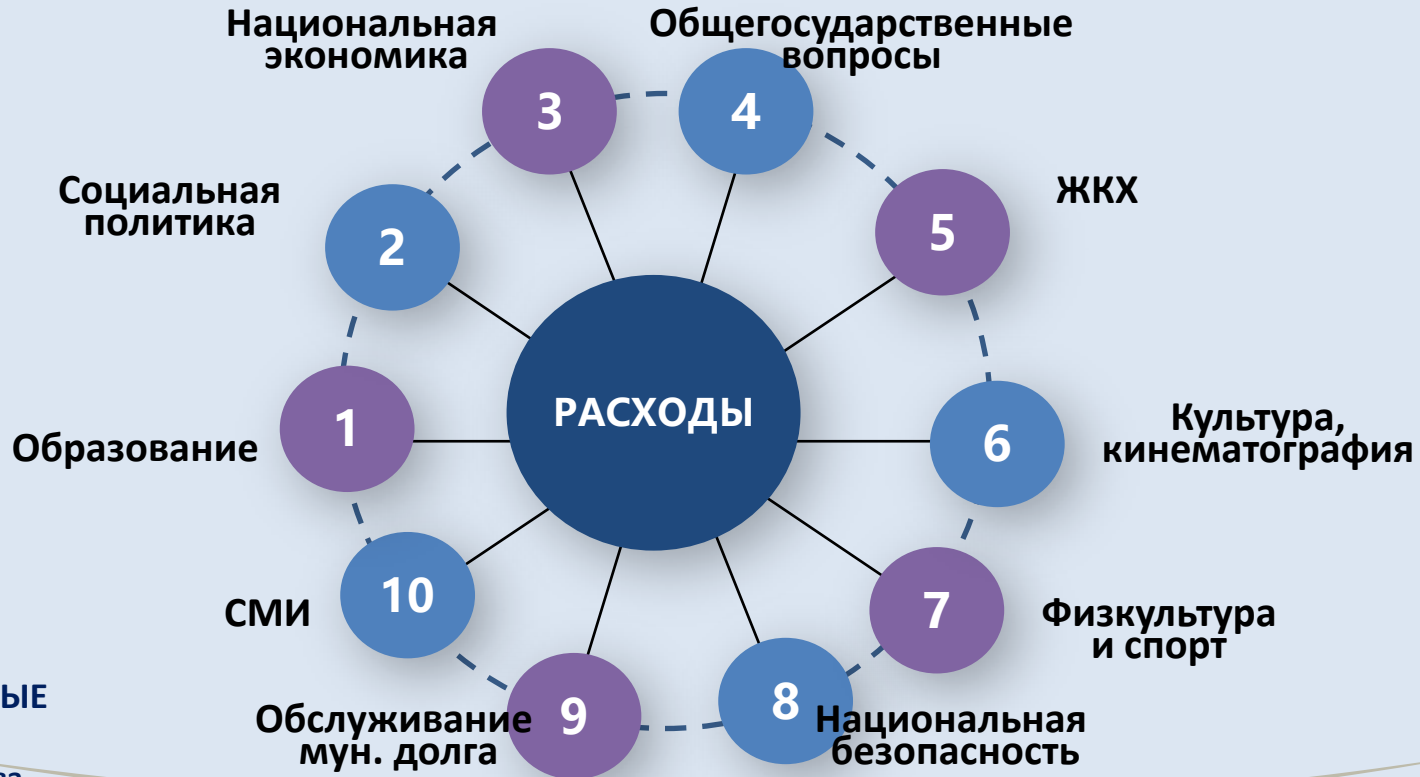 Национальная
экономика
3
Общегосударственные
вопросы
4
Социальная
политика
2
ЖКХ
5
РАСХОДЫ
Образование
1
Культура,
кинематография
6
СМИ
10
Физкультура
и спорт
7
Обслуживание
мун. долга
9
Национальная
безопасность
8
ЫЕ